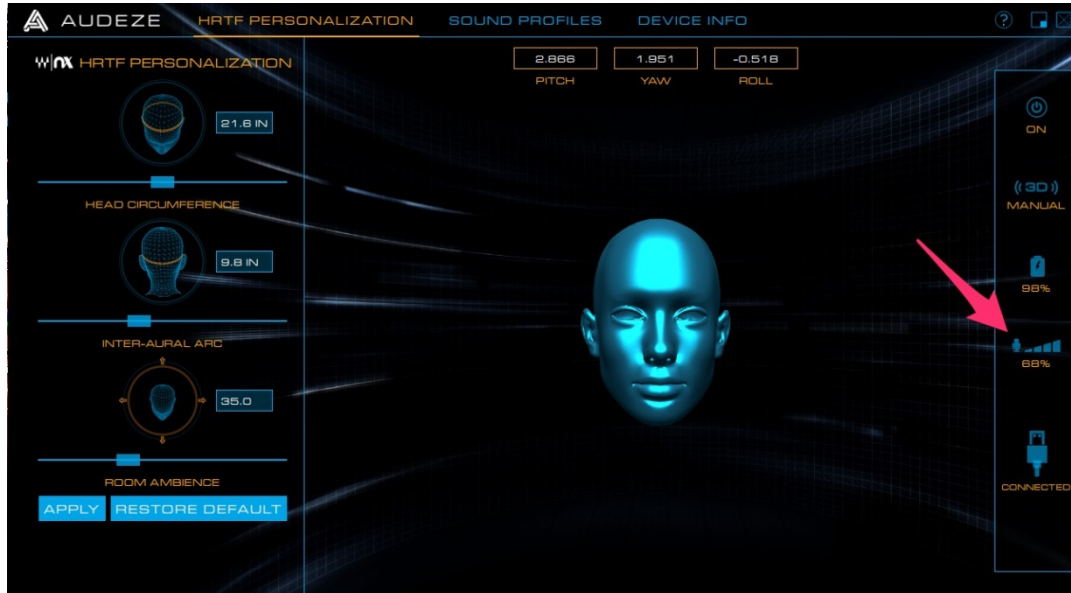 AUDEZE
HRTF PERSONALIZATION
SOUND PROFILES
DEVICE INFO
?
W|NX HRTF PERSONALIZATION
21.6 IN
HEAD CIRCUMFERENCE
9.8 IN
INTER-AURAL ARC
35.0
ROOM AMBIENCE
APPLY
RESTORE DEFAULT
2.866
1.951
-0.518
PITCH
YAW
ROLL
ON
((3D))
MANUAL
98%
68%
CONNECTED